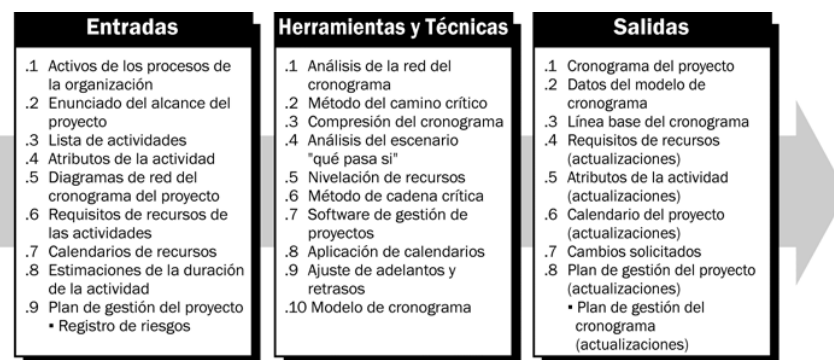 Entradas
.1 Activos de los procesos de
la organización
.2 Enunciado del alcance del
proyecto
.3 Lista de actividades
.4 Atributos de la actividad
.5 Diagramas de red del
cronograma del proyecto
.6 Requisitos de recursos de
las actividades
.7 Calendarios de recursos
.8 Estimaciones de la duración
de la actividad
.9 Plan de gestión del proyecto
▪ Registro de riesgos
Herramientas y Técnicas
.1 Análisis de la red del
cronograma
.2 Método del camino crítico
.3 Compresión del cronograma
.4 Análisis del escenario
"qué pasa si"
.5 Nivelación de recursos
.6 Método de cadena crítica
.7 Software de gestión de
proyectos
.8 Aplicación de calendarios
.9 Ajuste de adelantos y
retrasos
.10 Modelo de cronograma
Salidas
.1 Cronograma del proyecto
.2 Datos del modelo de
cronograma
.3 Línea base del cronograma
.4 Requisitos de recursos
(actualizaciones)
.5 Atributos de la actividad
(actualizaciones)
.6 Calendario del proyecto
(actualizaciones)
.7 Cambios solicitados
.8 Plan de gestión del proyecto
(actualizaciones)
▪ Plan de gestión del
cronograma
(actualizaciones)